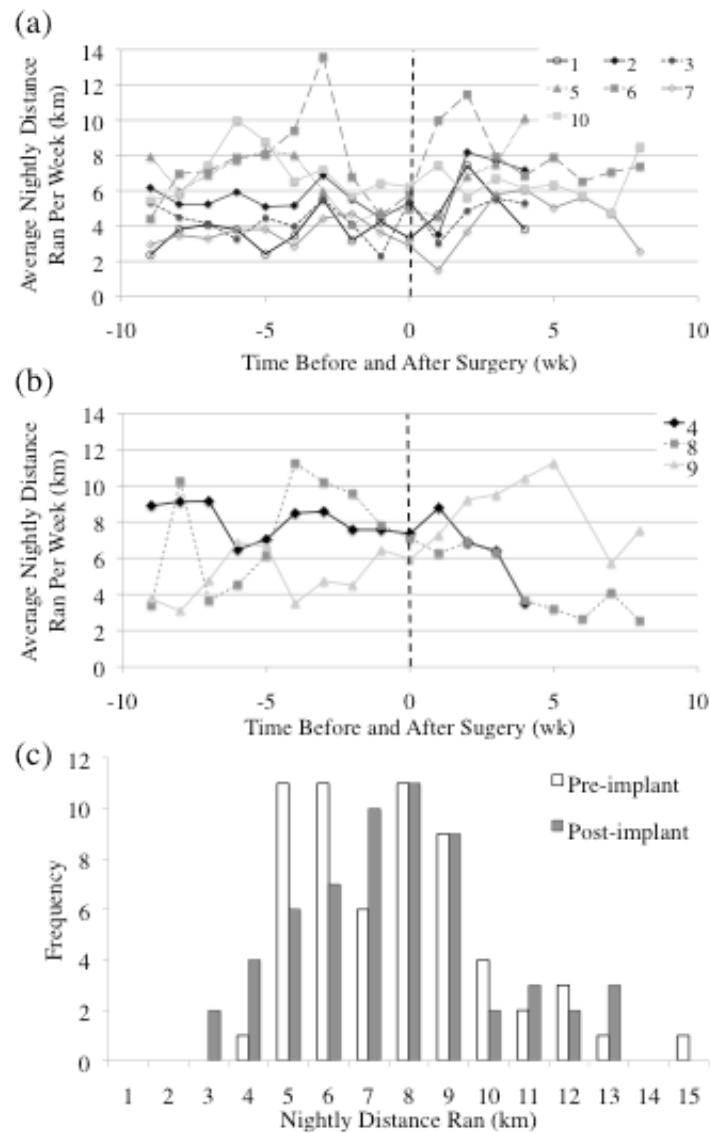 (a)
Average Nightly Distance
Ran Per Week (km)
14
12
10
8
6
4
2
0
1 2 3
5 6 7
10
-10 -5 0 5 10
Time Before and After Surgery (wk)
(b)
Average Nightly Distance
Ran Per Week (km)
14
12
10
8
6
4
2
0
4
8
9
-10 -5 0 5 10
Time Before and After Sugery (wk)
(c)
Frequency
12
10
8
6
4
2
0
Pre-implant
Post-implant
1 2 3 4 5 6 7 8 9 10 11 12 13 14 15
Nightly Distance Ran (km)